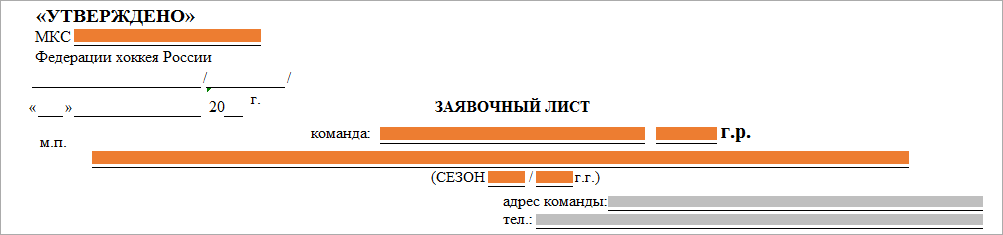 «УТВЕРЖДЕНО»
МКС
Федерации хоккея России
/ /
« » 20 г.
ЗАЯВОЧНЫЙ ЛИСТ
команда: г.р.
м.п.
(СЕЗОН / г.г.)
адрес команды:
тел.: